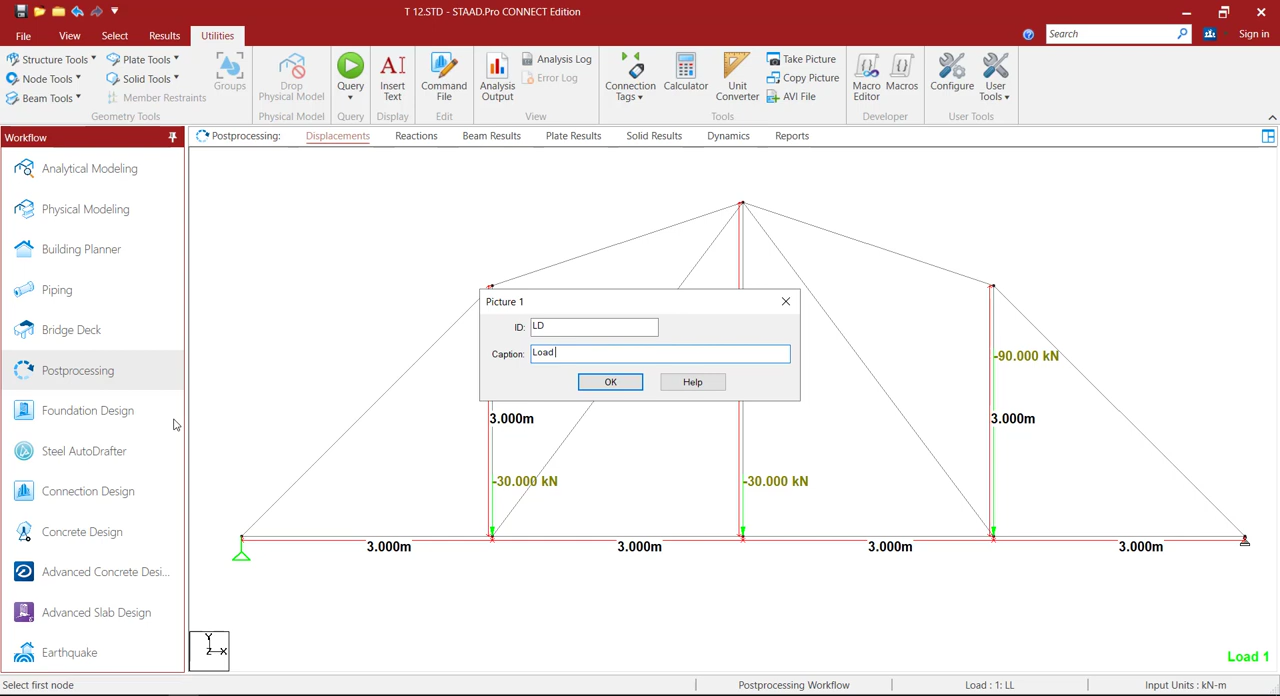 T 12.STD - STAAD.Pro CONNECT Edition
File View Select Results Utilities
Search
Sign in
Structure Tools
Node Tools
Beam Tools
Plate Tools
Solid Tools
Member Restraints
Groups
Geometry Tools
Drop
Physical Model
Physical Model
Query
Query
Insert
Text
Display
Command
File
Edit
Analysis
Output
Analysis Log
Error Log
View
Connection
Tags
Calculator
Unit
Converter
Take Picture
Copy Picture
AVI File
Tools
Macro
Editor
Macros
Developer
Configure
User
Tools
User Tools
Workflow
Analytical Modeling
Physical Modeling
Building Planner
Piping
Bridge Deck
Postprocessing
Foundation Design
Steel AutoDrafter
Connection Design
Concrete Design
Advanced Concrete Desi...
Advanced Slab Design
Earthquake
Postprocessing: Displacements Reactions Beam Results Plate Results Solid Results Dynamics Reports
Picture 1
ID: LD
Caption: Load
OK Help
-90.000 kN
3.000m
3.000m
-30.000 kN
-30.000 kN
3.000m
3.000m
3.000m
3.000m
Y
Z X
Load 1
Select first node
Postprocessing Workflow
Load : 1: LL
Input Units : kN-m